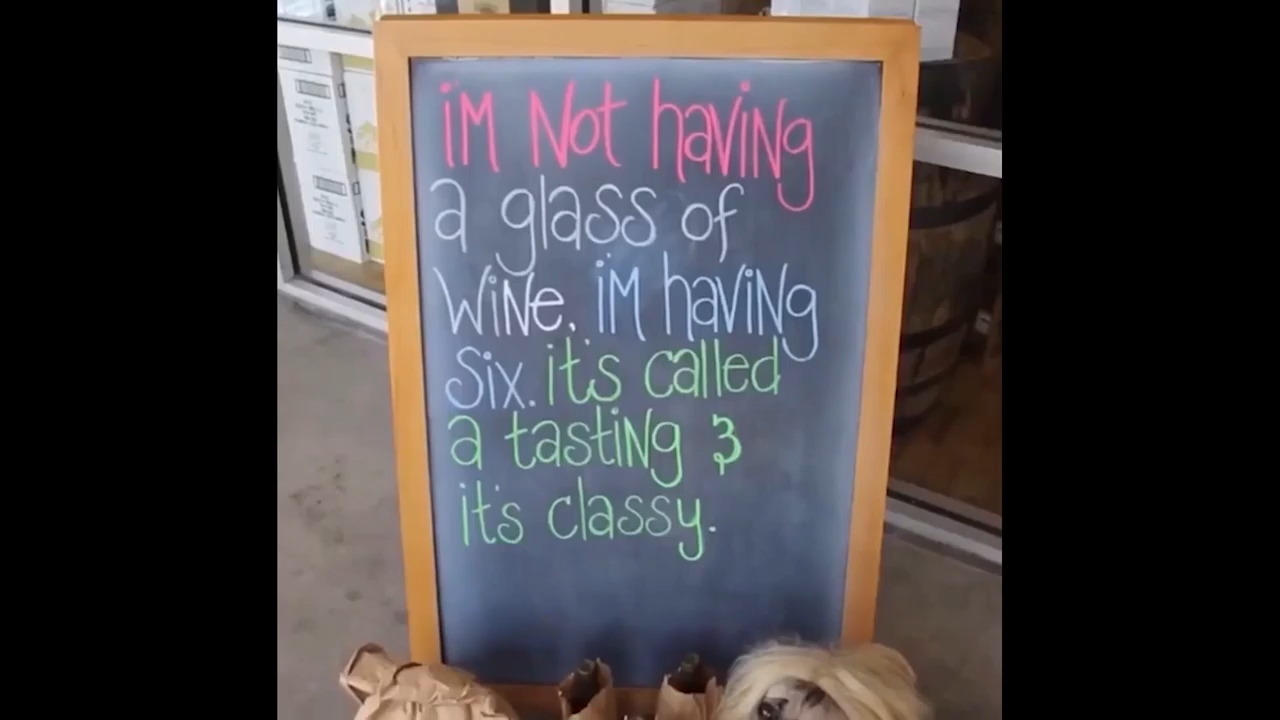 iM Not having
a glass of
WiNe. iM having
Six. it's called
a tastiNg &
it's classy.